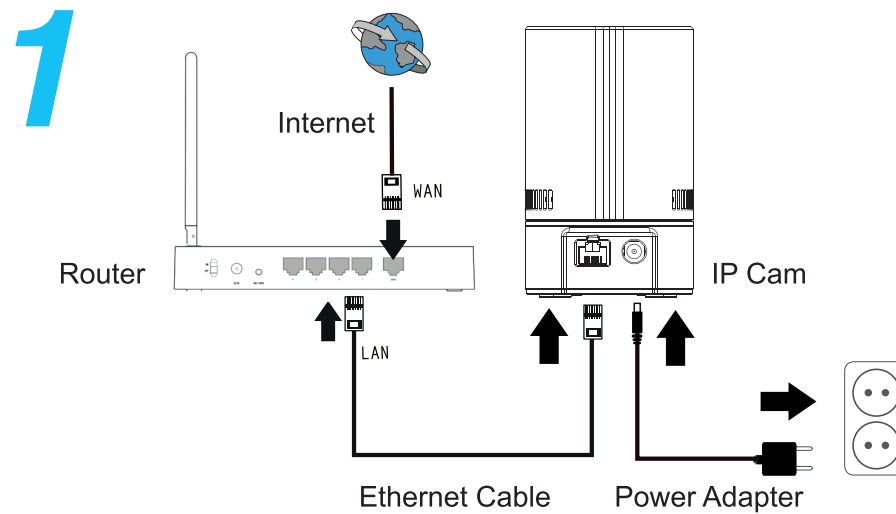 1
Internet
WAN
Router
IP Cam
LAN
Ethernet Cable
Power Adapter